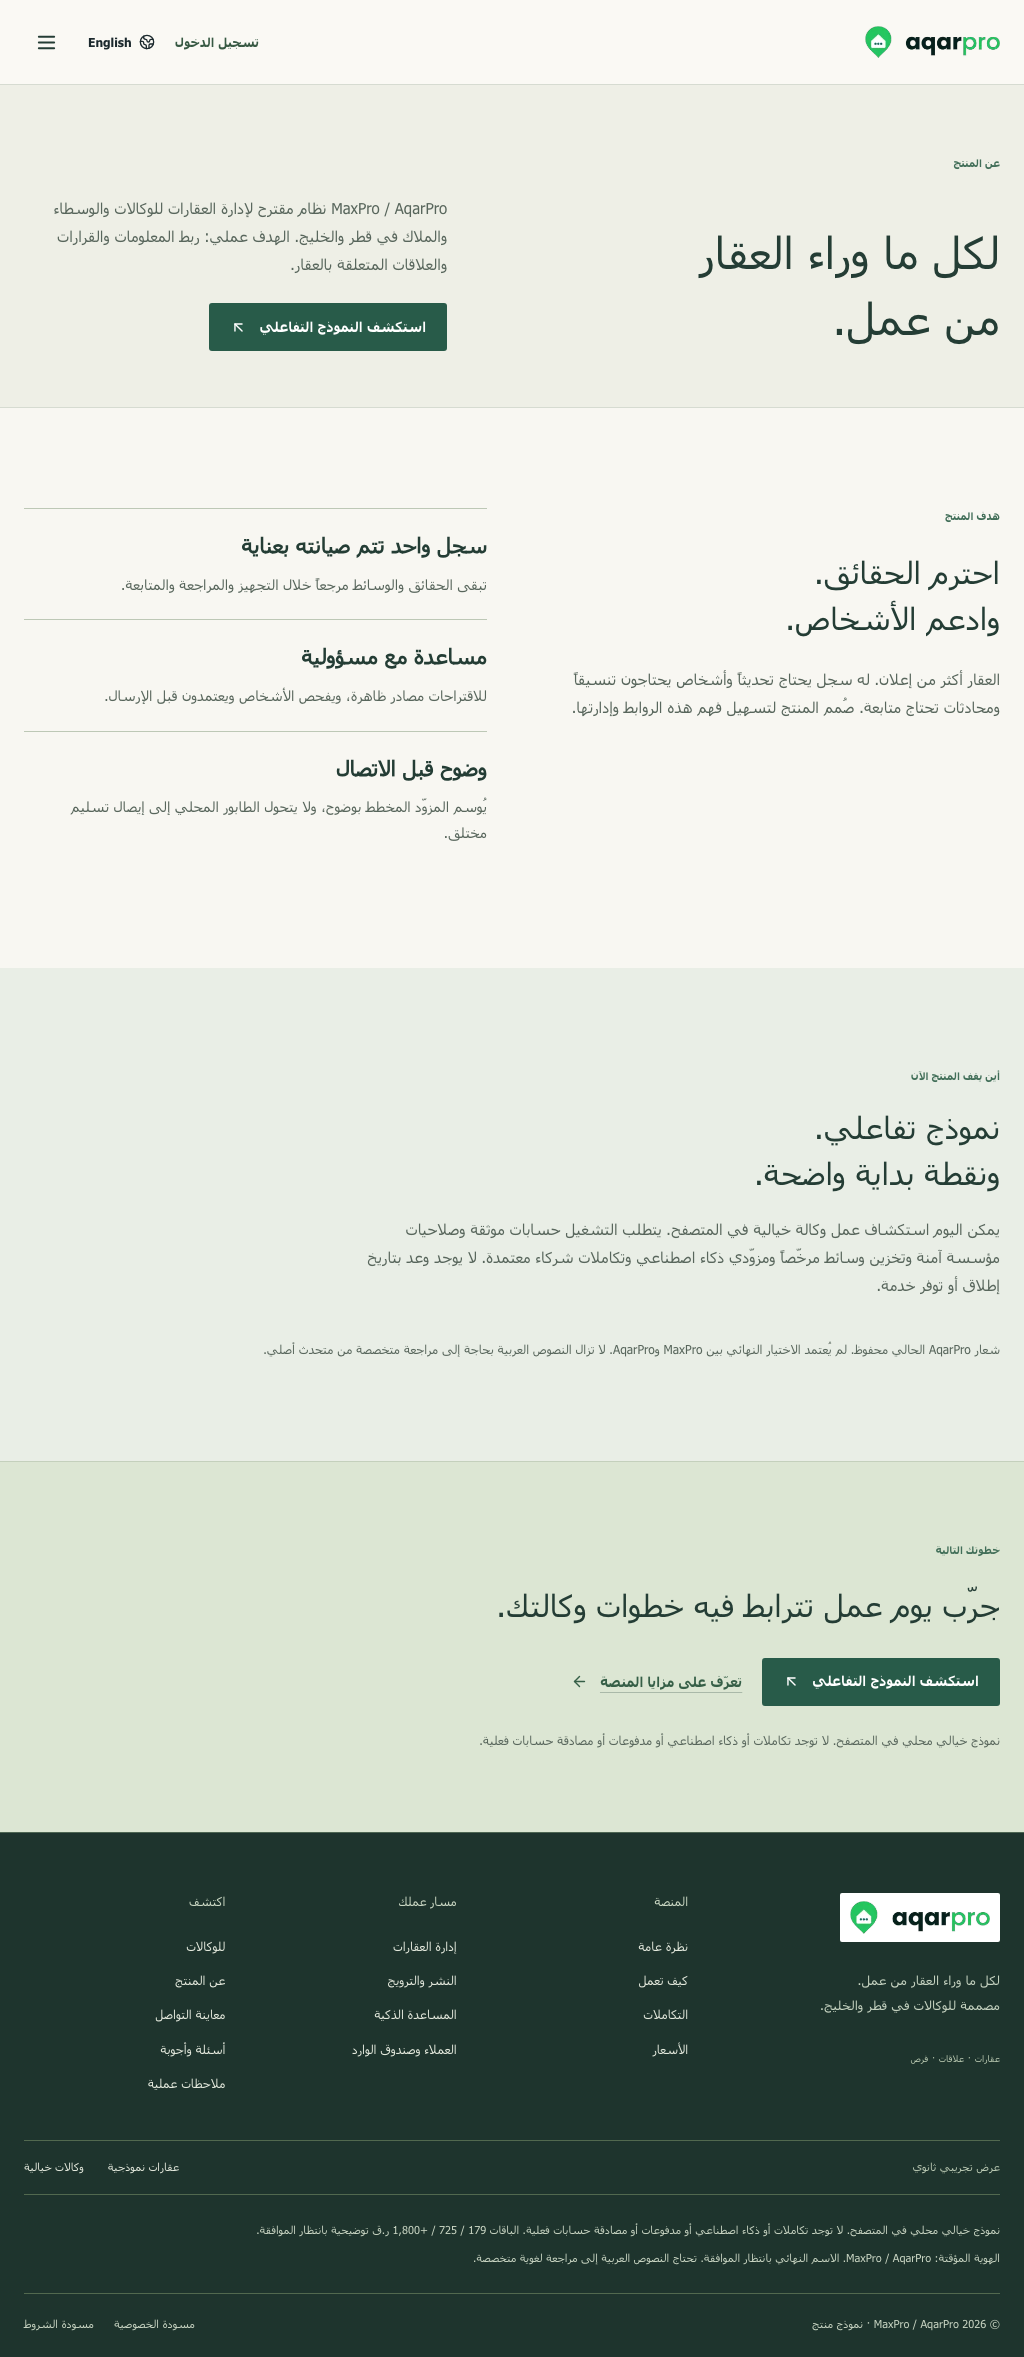 aqarpro
تسجيل الدخول
English
عن المنتج
لكل ما وراء العقار
من عمل.
MaxPro / AqarPro نظام مقترح لإدارة العقارات للوكالات والوسطاء
والملاك في قطر والخليج. الهدف عملي: ربط المعلومات والقرارات
والعلاقات المتعلقة بالعقار.
استكشف النموذج التفاعلي
هدف المنتج
احترم الحقائق.
وادعم الأشخاص.
العقار أكثر من إعلان. له سجل يحتاج تحديثاً وأشخاص يحتاجون تنسيقاً
ومحادثات تحتاج متابعة. صُمم المنتج لتسهيل فهم هذه الروابط وإدارتها.
سجل واحد تتم صيانته بعناية
تبقى الحقائق والوسائط مرجعاً خلال التجهيز والمراجعة والمتابعة.
مساعدة مع مسؤولية
للاقتراحات مصادر ظاهرة، ويفحص الأشخاص ويعتمدون قبل الإرسال.
وضوح قبل الاتصال
يُوسم المزوّد المخطط بوضوح، ولا يتحول الطابور المحلي إلى إيصال تسليم
مختلق.
أين يقف المنتج الآن
نموذج تفاعلي.
ونقطة بداية واضحة.
يمكن اليوم استكشاف عمل وكالة خيالية في المتصفح. يتطلب التشغيل حسابات موثقة وصلاحيات
مؤسسة آمنة وتخزين وسائط مرخّصاً ومزوّدي ذكاء اصطناعي وتكاملات شركاء معتمدة. لا يوجد وعد بتاريخ
إطلاق أو توفر خدمة.
شعار AqarPro الحالي محفوظ. لم يُعتمد الاختيار النهائي بين MaxPro وAqarPro. لا تزال النصوص العربية بحاجة إلى مراجعة متخصصة من متحدث أصلي.
خطوتك التالية
جرّب يوم عمل تترابط فيه خطوات وكالتك.
استكشف النموذج التفاعلي
تعرّف على مزايا المنصة
نموذج خيالي محلي في المتصفح. لا توجد تكاملات أو ذكاء اصطناعي أو مدفوعات أو مصادقة حسابات فعلية.
aqarpro
لكل ما وراء العقار من عمل.
مصممة للوكالات في قطر والخليج.
عقارات · علاقات · فرص
المنصة
نظرة عامة
كيف تعمل
التكاملات
الأسعار
مسار عملك
إدارة العقارات
النشر والترويج
المساعدة الذكية
العملاء وصندوق الوارد
اكتشف
للوكالات
عن المنتج
معاينة التواصل
أسئلة وأجوبة
ملاحظات عملية
عرض تجريبي ثانوي
عقارات نموذجية
وكالات خيالية
نموذج خيالي محلي في المتصفح. لا توجد تكاملات أو ذكاء اصطناعي أو مدفوعات أو مصادقة حسابات فعلية. الباقات 179 / 725 / +1,800 ر.ق توضيحية بانتظار الموافقة.
الهوية المؤقتة: MaxPro / AqarPro. الاسم النهائي بانتظار الموافقة. تحتاج النصوص العربية إلى مراجعة لغوية متخصصة.
© 2026 MaxPro / AqarPro · نموذج منتج
مسودة الخصوصية
مسودة الشروط